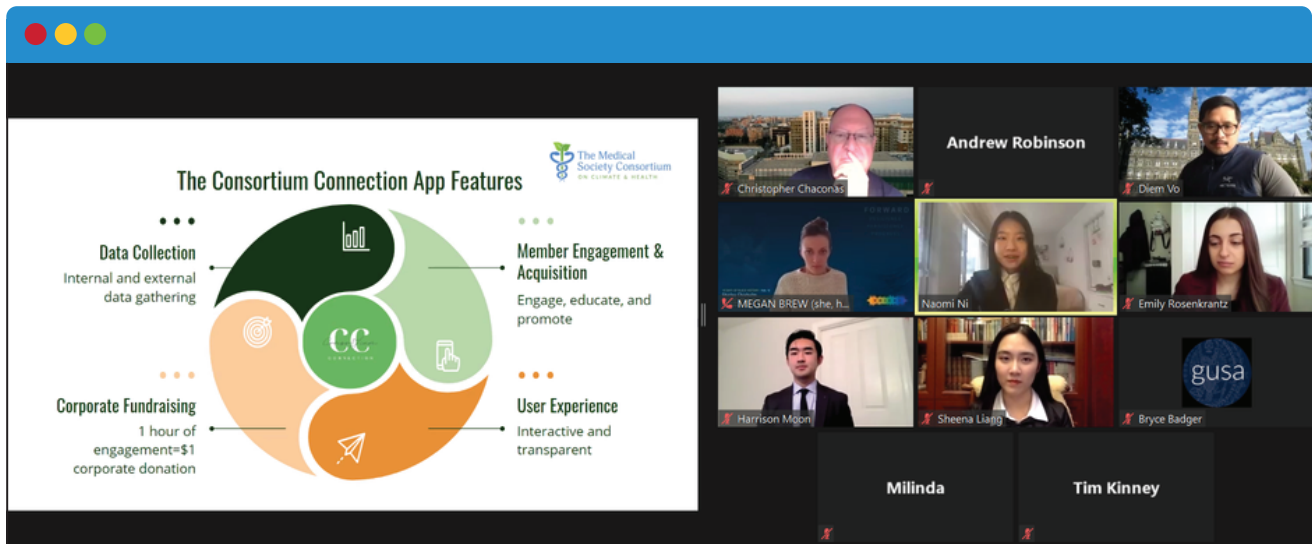 The Medical
Society Consortium
ON CLIMATE & HEALTH
The Consortium Connection App Features
Data Collection
Internal and external
data gathering
Member Engagement &
Acquisition
Engage, educate, and
promote
CC
CONNECTION
Corporate Fundraising
1 hour of
engagement=$1
corporate donation
User Experience
Interactive and
transparent
Christopher Chaconas
Andrew Robinson
Diem Vo
FORWARD
MEGAN BREW (she, h...
Naomi Ni
Emily Rosenkrantz
Harrison Moon
Sheena Liang
gusa
Bryce Badger
Milinda
Tim Kinney